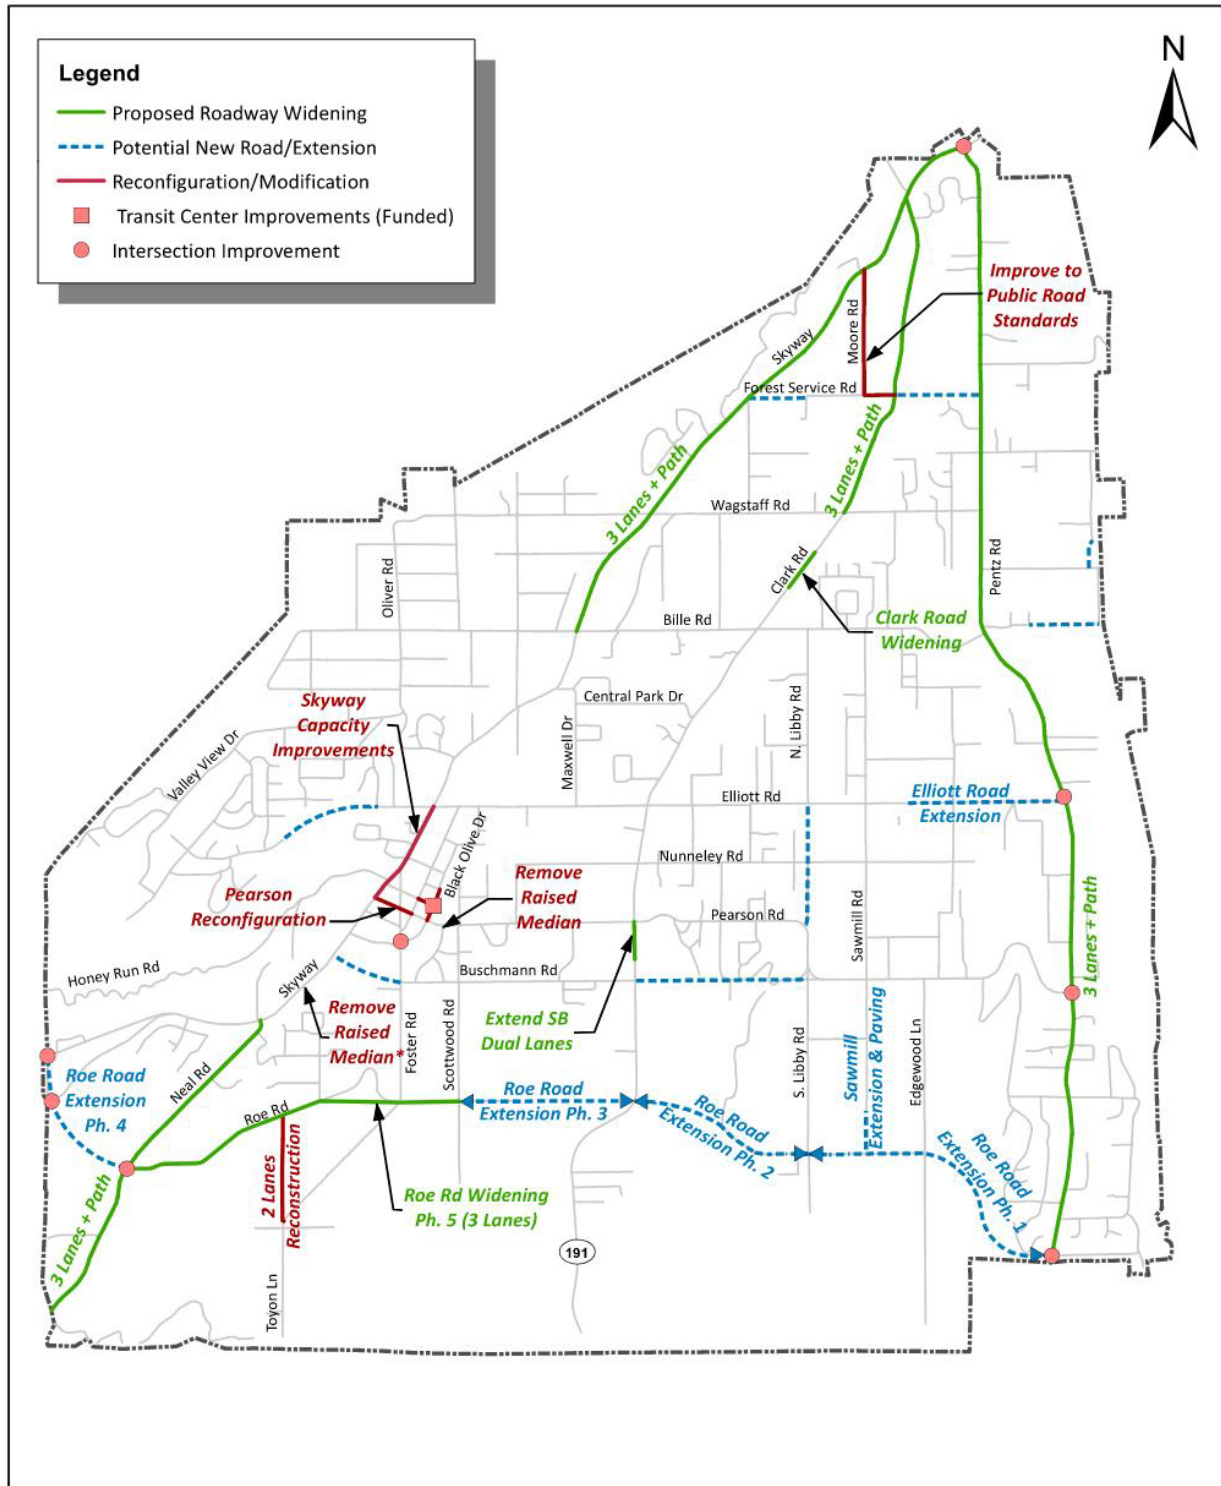 N
Legend
Proposed Roadway Widening
Potential New Road/Extension
Reconfiguration/Modification
Transit Center Improvements (Funded)
Intersection Improvement
Improve to
Public Road
Standards
Moore Rd
Skyway
Forest Service Rd
3 Lanes + Path
3 Lanes + Path
Wagstaff Rd
Clark Rd
Pentz Rd
Oliver Rd
Bille Rd
Clark Road
Widening
Central Park Dr
Skyway
Capacity
Improvements
Maxwell Dr
N. Libby Rd
Valley View Dr
Elliott Rd
Elliott Road
Extension
Black Olive Dr
Nunneley Rd
Remove
Raised
Median
Pearson
Reconfiguration
Pearson Rd
Sawmill Rd
3 Lanes + Path
Honey Run Rd
Skyway
Buschmann Rd
Remove
Raised
Median*
Extend SB
Dual Lanes
Foster Rd
Scottwood Rd
S. Libby Rd
Sawmill
Extension & Paving
Edgewood Ln
Roe Road
Extension
Ph. 4
Neal Rd
Roe Rd
Roe Road
Extension Ph. 3
Roe Road
Extension Ph. 2
Roe Road
Extension Ph. 1
2 Lanes
Reconstruction
Roe Rd Widening
Ph. 5 (3 Lanes)
3 Lanes + Path
191
Toyon Ln